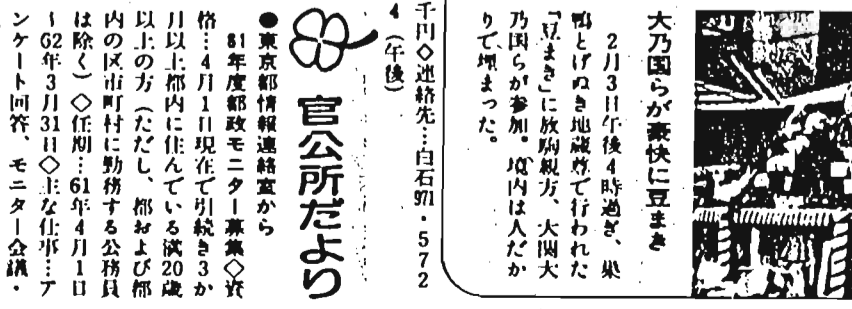 大乃国らが豪快に豆まき
2月3日午後4時過ぎ、巣
鴨とげぬき地蔵尊で行われた
「豆まき」に放駒親方、大関大
乃国らが参加。境内は人だか
りで埋まった。
千円◇連絡先…白石971・572
4（午後）
官公所だより
●東京都情報連絡室から
81年度都政モニター募集◇資
格…4月1日現在で引続き3か
月以上都内に住んでいる満20歳
以上の方（ただし、都および都
内の区市町村に勤務する公務員
は除く）◇任期…61年4月1日
～62年3月31日◇主な仕事…ア
ンケート回答、モニター会議・